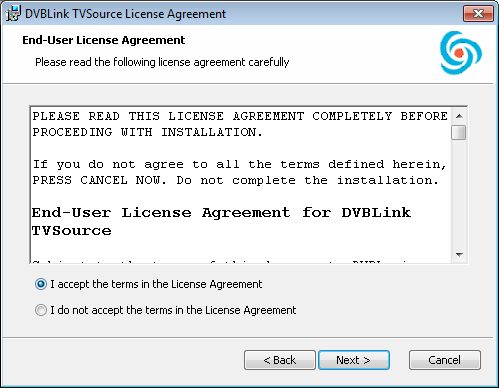 DVBLink TVSource License Agreement
End-User License Agreement
Please read the following license agreement carefully
PLEASE READ THIS LICENSE AGREEMENT COMPLETELY BEFORE
PROCEEDING WITH INSTALLATION.
If you do not agree to all the terms defined herein,
PRESS CANCEL NOW. Do not complete the installation.
End-User License Agreement for DVBLink
TVSource
I accept the terms in the License Agreement
I do not accept the terms in the License Agreement
< Back
Next >
Cancel